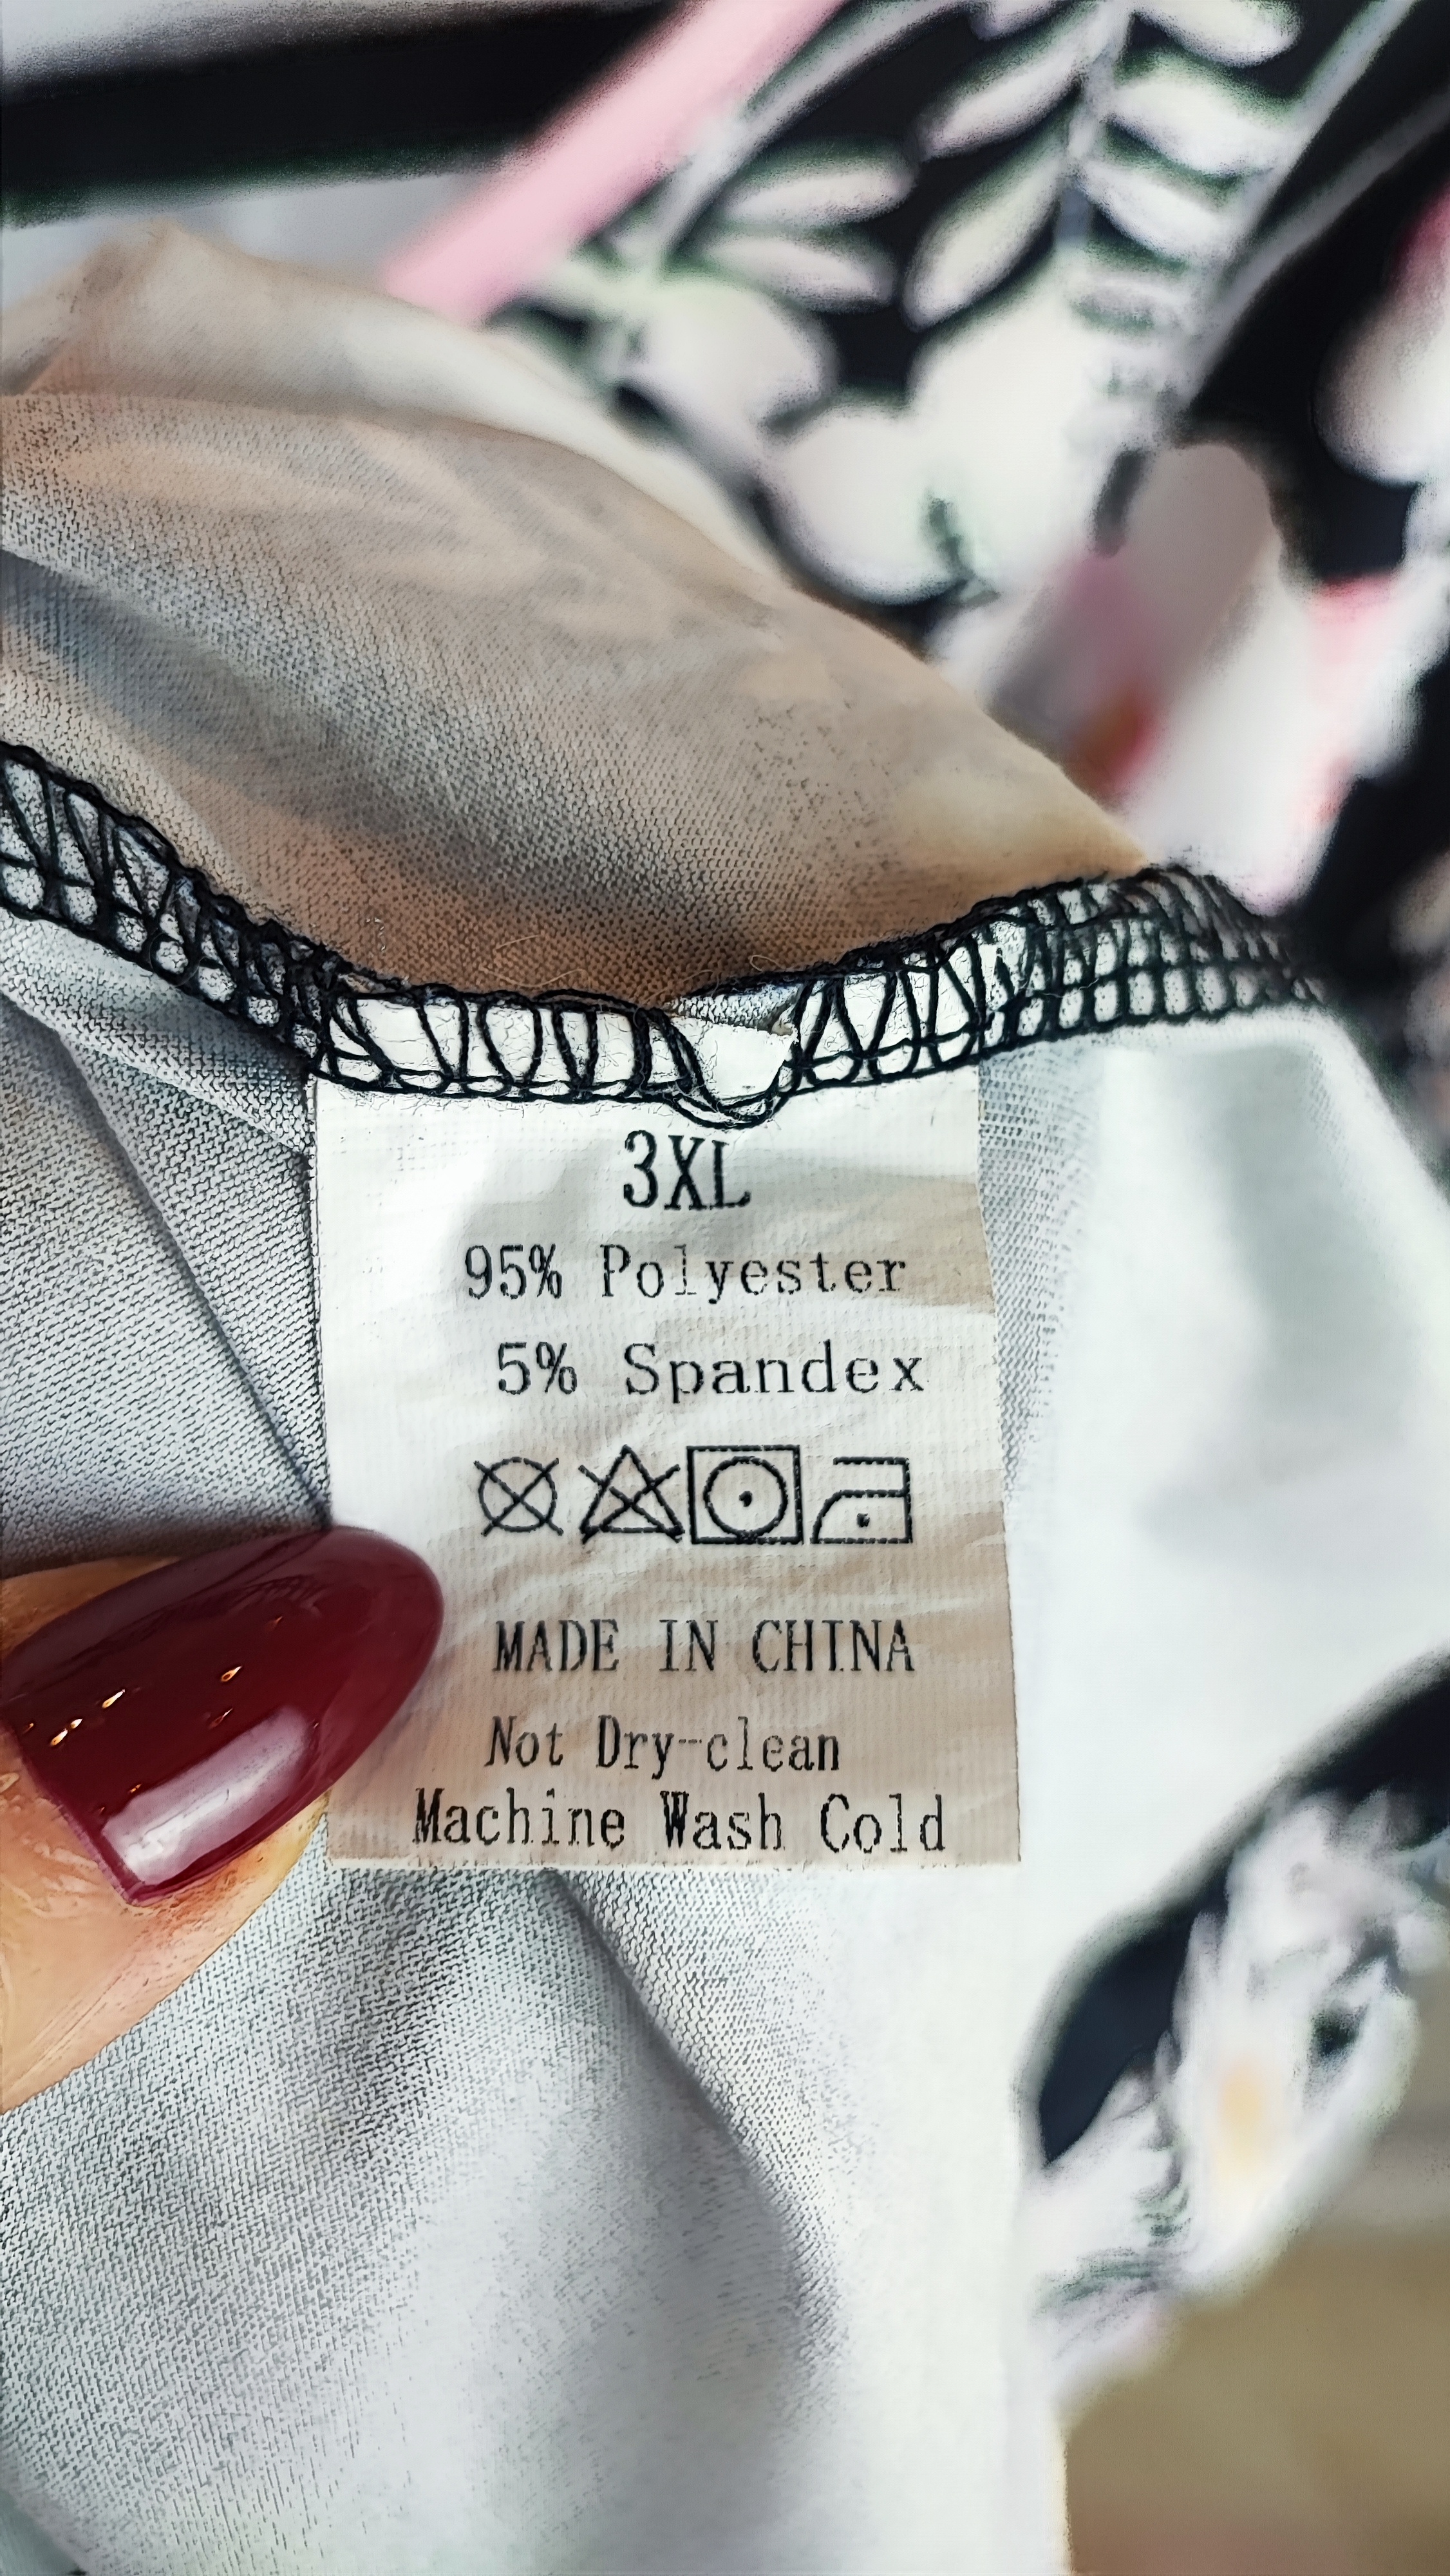 3XL
95% Polyester
5% Spandex
MADE IN CHINA
Not Dry-clean
Machine Wash Cold